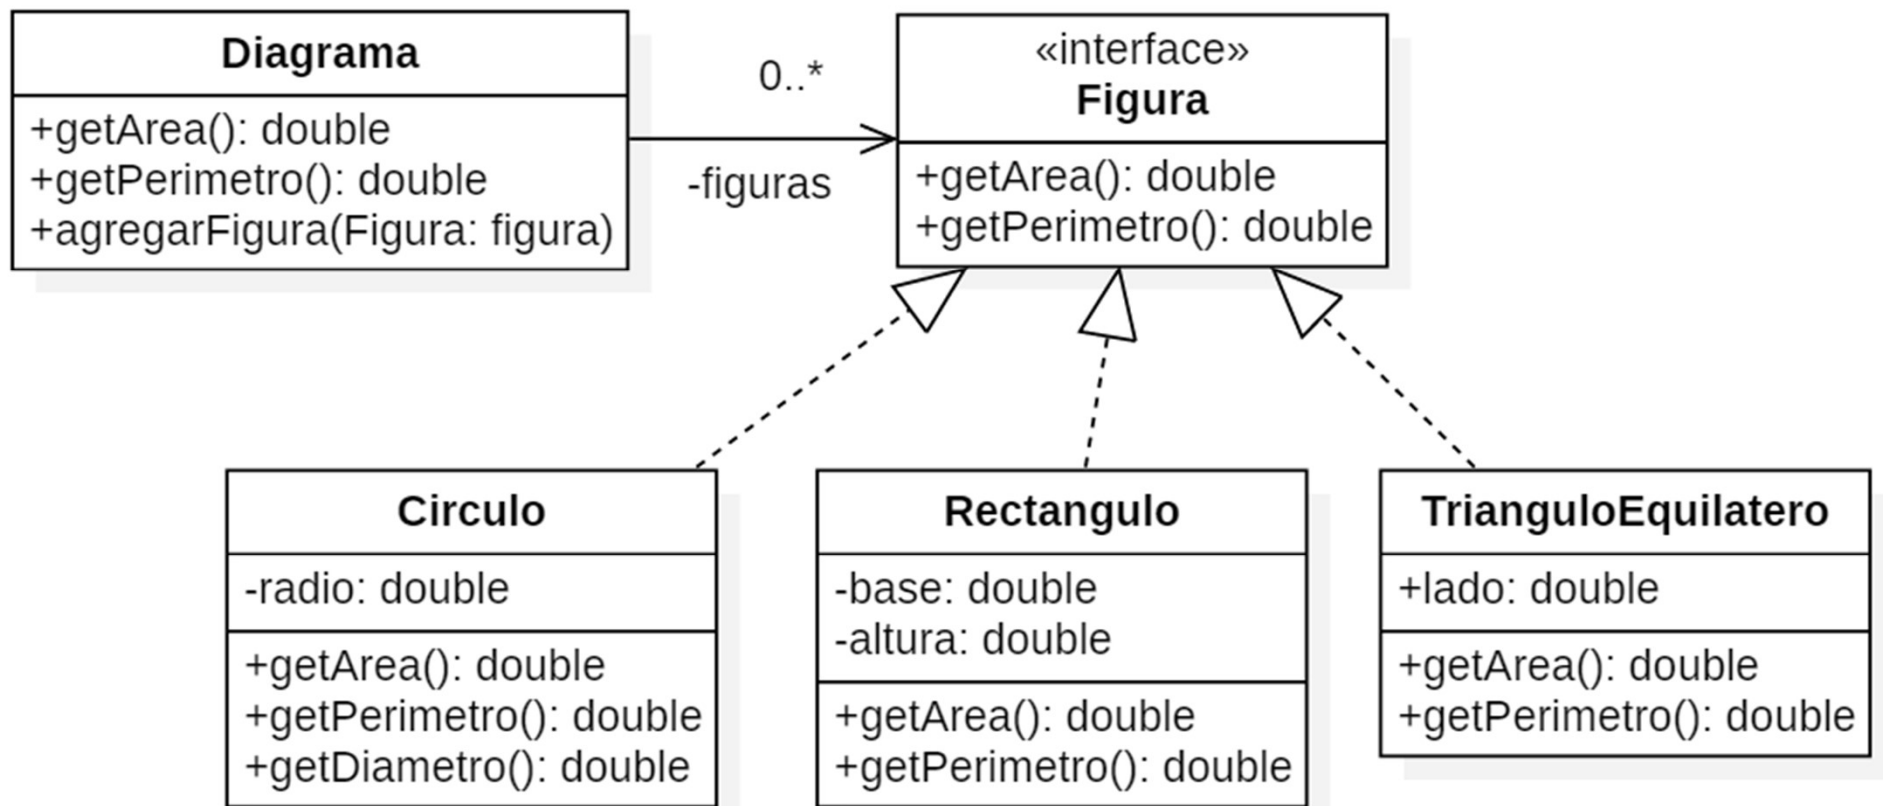 Diagrama
+getArea(): double
+getPerimetro(): double
+agregarFigura(Figura: figura)
0..*
-figuras
«interface»
Figura
+getArea(): double
+getPerimetro(): double
Circulo
-radio: double
+getArea(): double
+getPerimetro(): double
+getDiametro(): double
Rectangulo
-base: double
-altura: double
+getArea(): double
+getPerimetro(): double
TrianguloEquilatero
+lado: double
+getArea(): double
+getPerimetro(): double